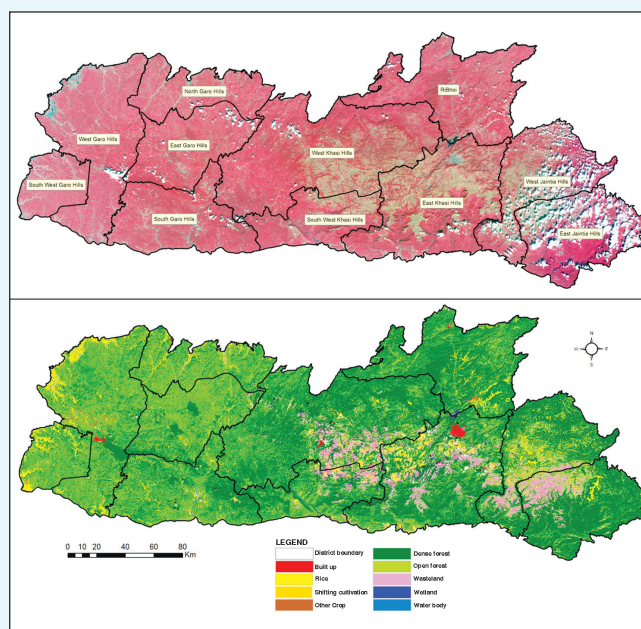 North Garo Hills
RiBhoi
West Garo Hills
East Garo Hills
West Khasi Hills
South West Garo Hills
West Jaintia Hills
South Garo Hills
South West Khasi Hills
East Khasi Hills
East Jaintia Hills
N
W E
S
0 10 20 40 60 80
Km
LEGEND
District boundary
Dense forest
Built up
Open forest
Rice
Wasteland
Shifting cultivation
Wetland
Other Crop
Water body